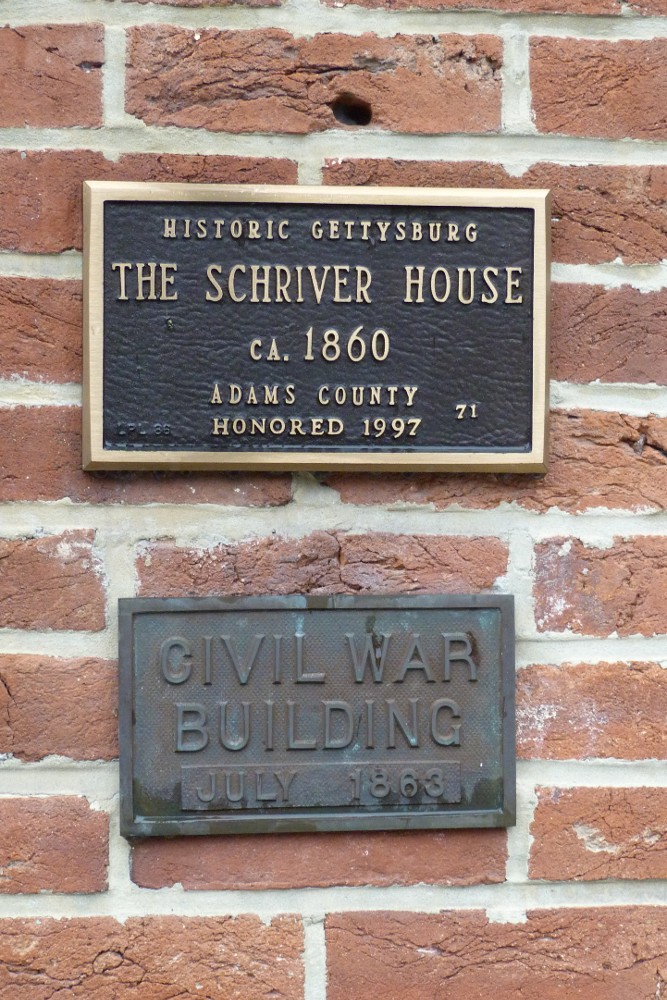 HISTORIC GETTYSBURG
THE SCHRIVER HOUSE
CA. 1860
ADAMS COUNTY
71
HONORED 1997
CIVIL WAR
BUILDING
JULY 1863